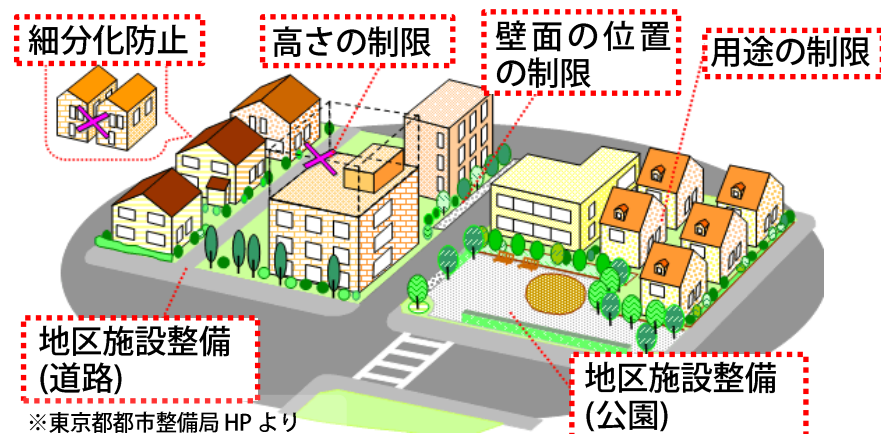 細分化防止
高さの制限
壁面の位置
の制限
用途の制限
地区施設整備
(道路)
地区施設整備
(公園)
※東京都都市整備局 HP より